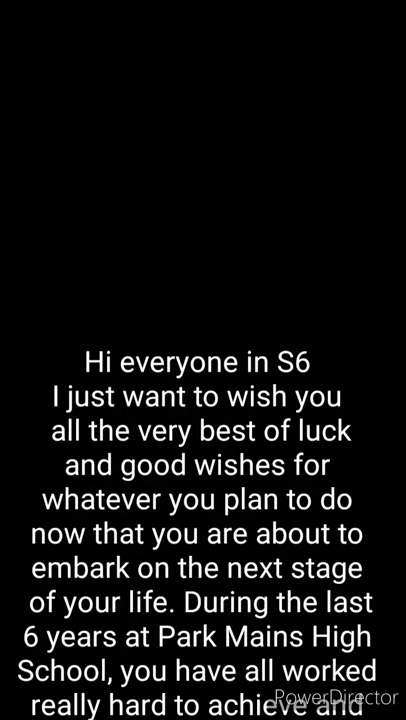 Hi everyone in S6
I just want to wish you
all the very best of luck
and good wishes for
whatever you plan to do
now that you are about to
embark on the next stage
of your life. During the last
6 years at Park Mains High
School, you have all worked
really hard to achieve and
PowerDirector